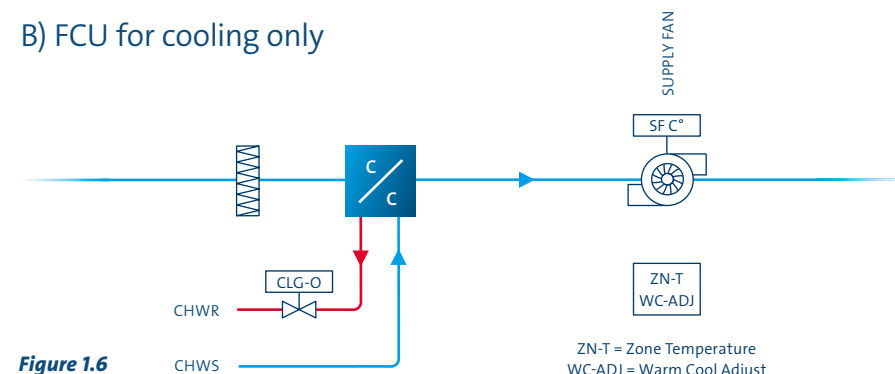 B) FCU for cooling only
SUPPLY FAN
SF C°
C
C
CLG-O
CHWR
ZN-T
WC-ADJ
CHWS
ZN-T = Zone Temperature
WC-ADJ = Warm Cool Adjust
Figure 1.6